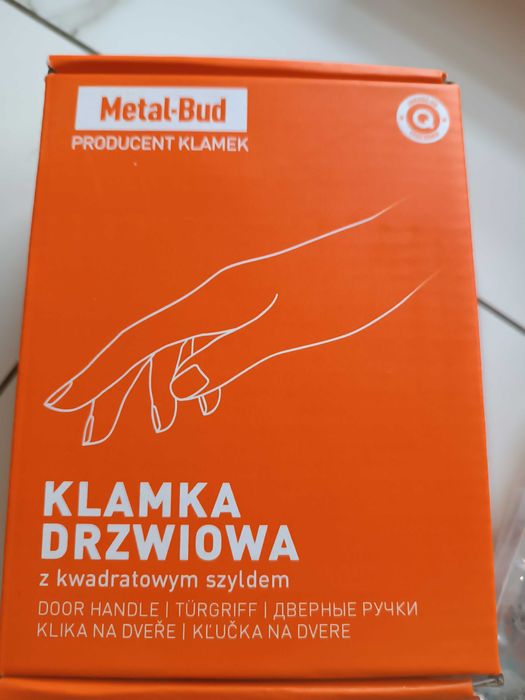 Metal-Bud
PRODUCENT KLAMEK
Q
KLAMKA
DRZWIOWA
z kwadratowym szyldem
DOOR HANDLE | TÜRGRIFF | ДВЕРНЫЕ РУЧКИ
KLIKA NA DVEŘE | KĽUČKA NA DVERE